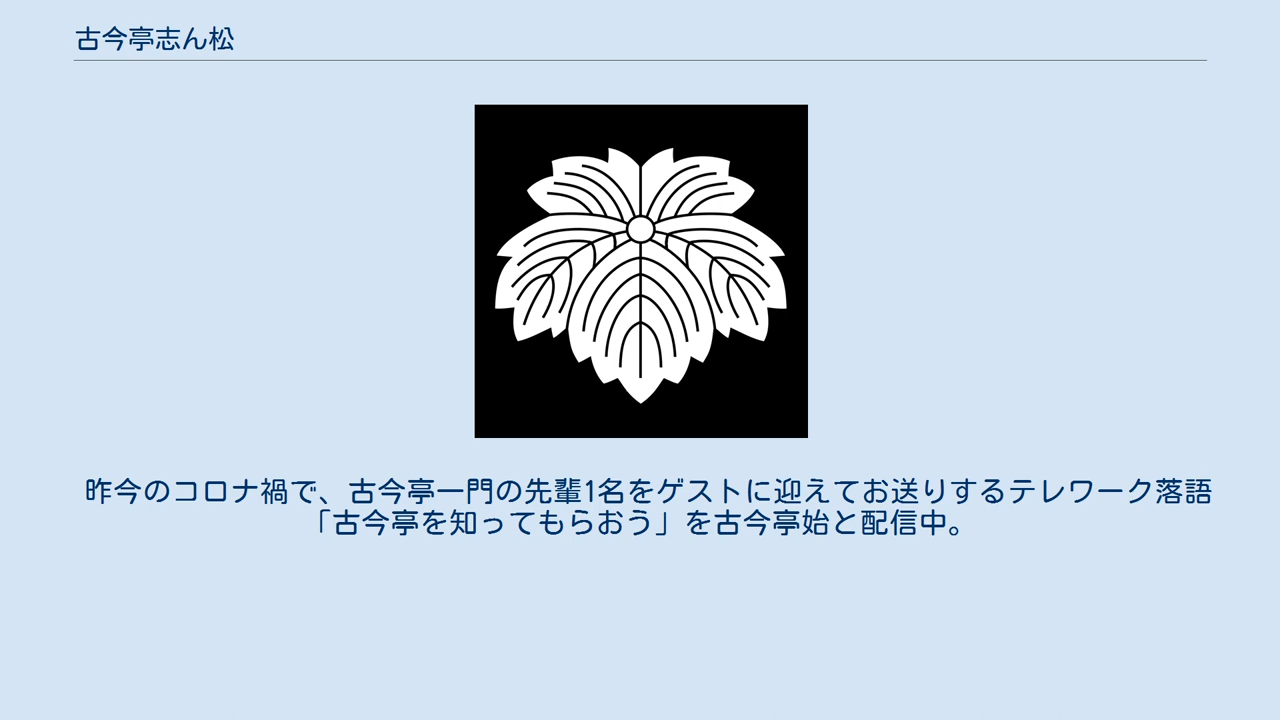 古今亭志ん松
昨今のコロナ禍で、古今亭一門の先輩1名をゲストに迎えてお送りするテレワーク落語
「古今亭を知ってもらおう」を古今亭始と配信中。